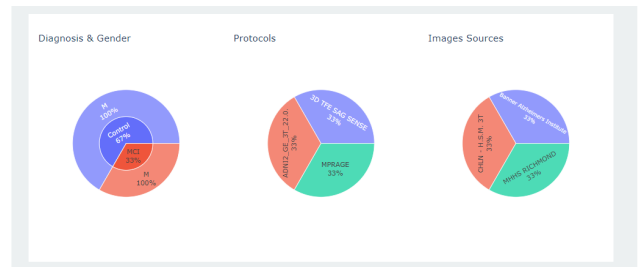 Diagnosis & Gender
Protocols
Images Sources
M
100%
Control
67%
MCI
33%
M
100%
3D TFE SAG SENSE
33%
ADNI2_GE_3T_22.0.
33%
MPRAGE
33%
Banner Alzheimers Institute
33%
CHLN - H.S.M. 3T
33%
MHHS RICHMOND
33%